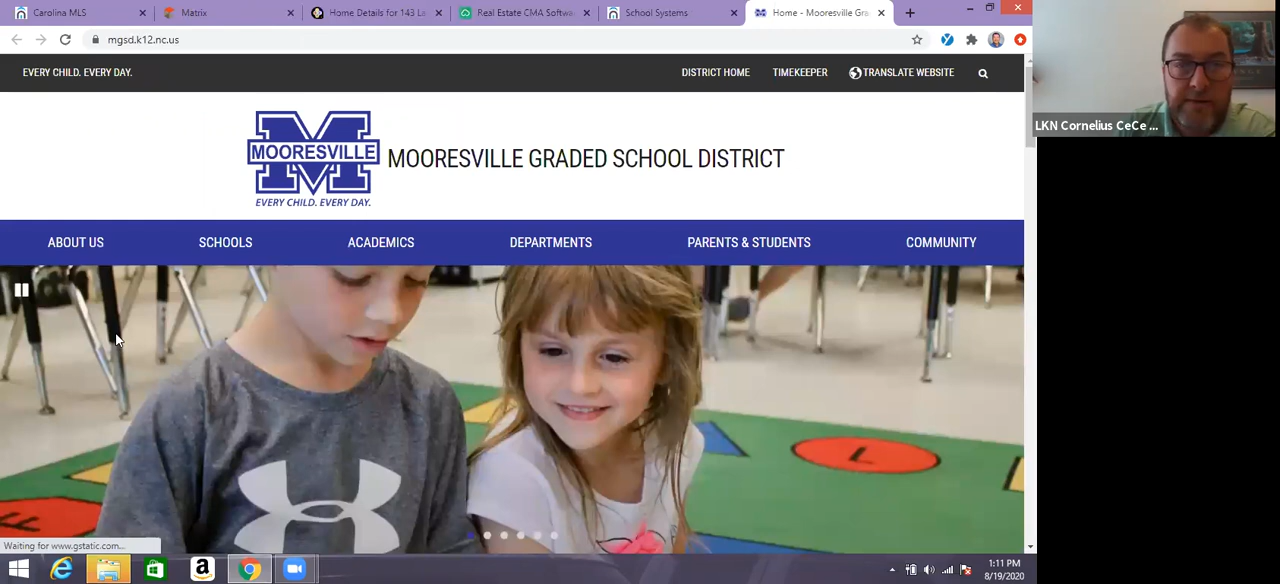 Carolina MLS
Matrix
Home Details for 143 La
Real Estate CMA Softwa
School Systems
Home - Mooresville Gra
mgsd.k12.nc.us
EVERY CHILD. EVERY DAY.
DISTRICT HOME
TIMEKEEPER
TRANSLATE WEBSITE
M
MOORESVILLE
EVERY CHILD. EVERY DAY.
MOORESVILLE GRADED SCHOOL DISTRICT
ABOUT US
SCHOOLS
ACADEMICS
DEPARTMENTS
PARENTS & STUDENTS
COMMUNITY
L
Waiting for www.gstatic.com...
LKN Cornelius CeCe ...
1:11 PM
8/19/2020